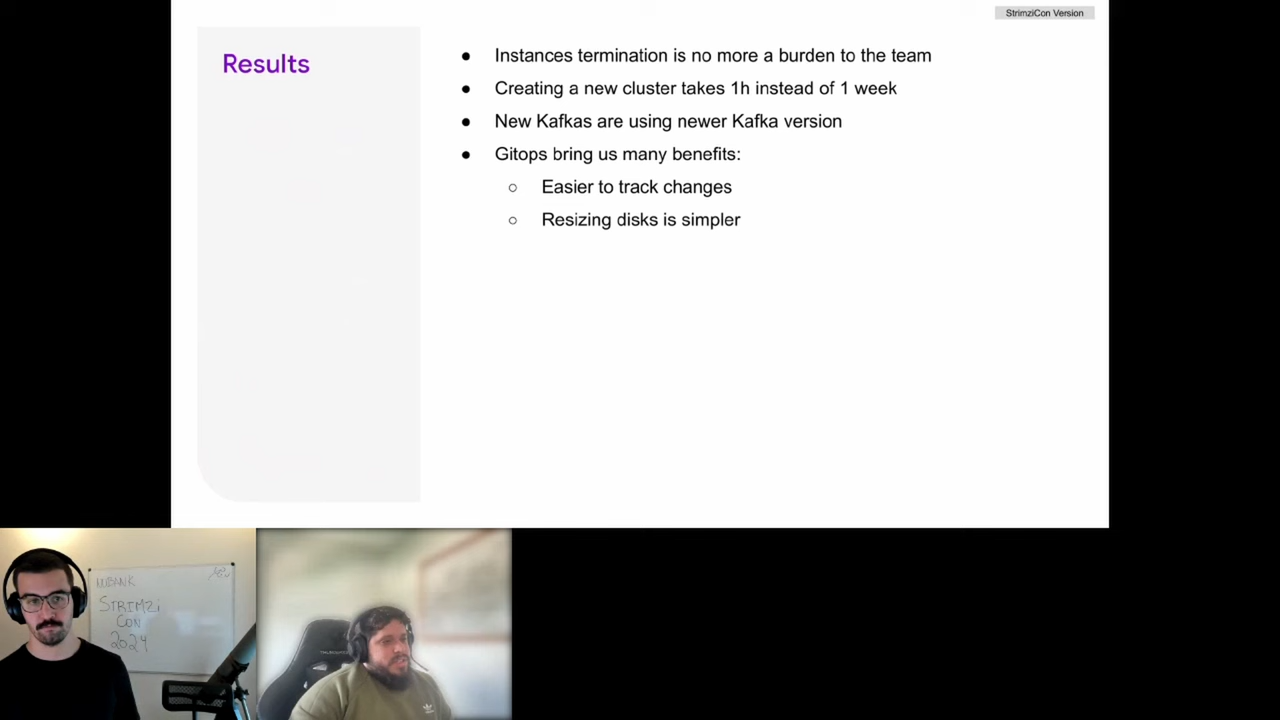 StrimziCon Version
Results
● Instances termination is no more a burden to the team
● Creating a new cluster takes 1h instead of 1 week
● New Kafkas are using newer Kafka version
● Gitops bring us many benefits:
○ Easier to track changes
○ Resizing disks is simpler
NUBANK
STRIMZI
CON
2024